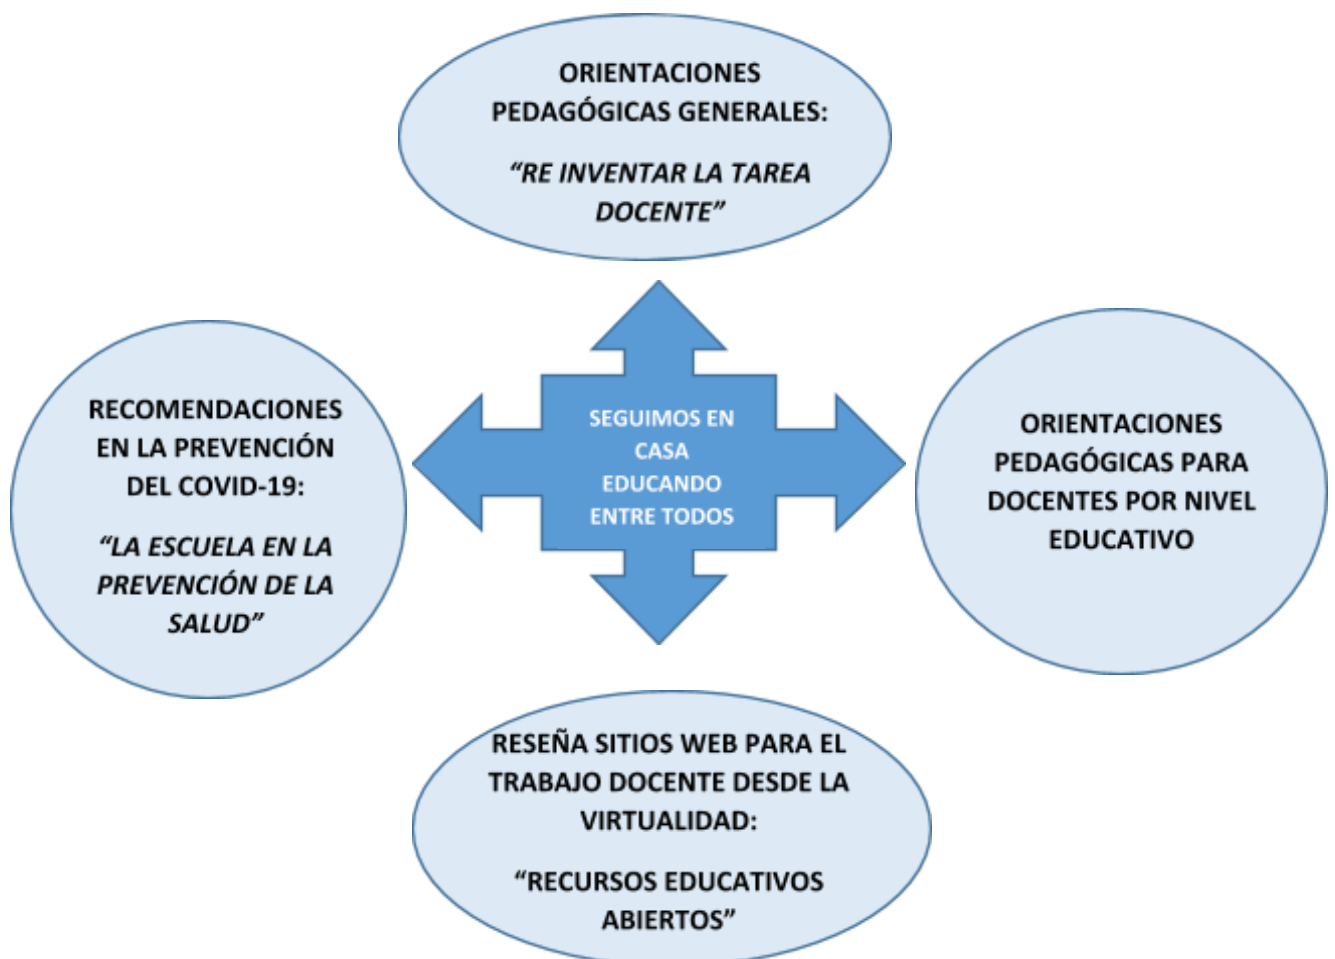 ORIENTACIONES
PEDAGÓGICAS GENERALES:
“RE INVENTAR LA TAREA
DOCENTE”
RECOMENDACIONES
EN LA PREVENCIÓN
DEL COVID-19:
“LA ESCUELA EN LA
PREVENCIÓN DE LA
SALUD”
SEGUIMOS EN
CASA
EDUCANDO
ENTRE TODOS
ORIENTACIONES
PEDAGÓGICAS PARA
DOCENTES POR NIVEL
EDUCATIVO
RESEÑA SITIOS WEB PARA EL
TRABAJO DOCENTE DESDE LA
VIRTUALIDAD:
“RECURSOS EDUCATIVOS
ABIERTOS”